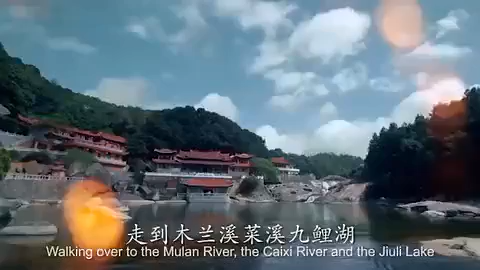 走到木兰溪菜溪九鲤湖
Walking over to the Mulan River, the Caixi River and the Jiuli Lake